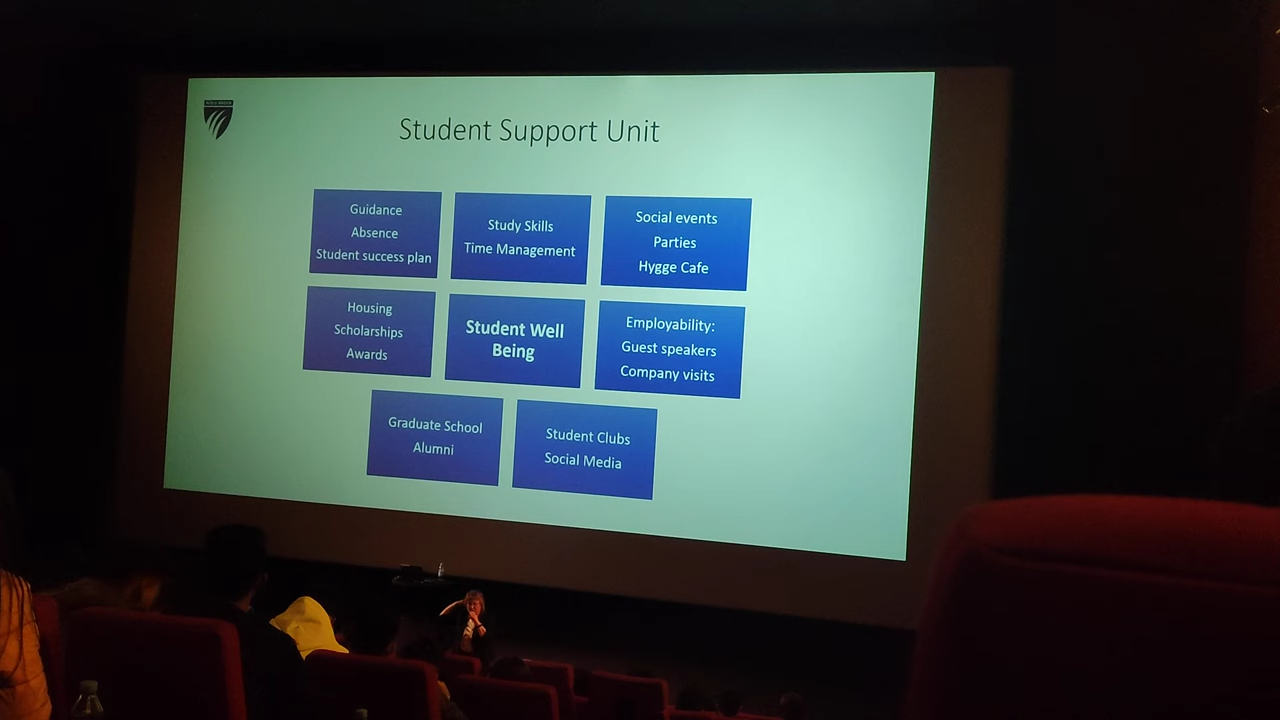 Student Support Unit
Guidance
Absence
Student success plan
Study Skills
Time Management
Social events
Parties
Hygge Cafe
Housing
Scholarships
Awards
Student Well
Being
Employability:
Guest speakers
Company visits
Graduate School
Alumni
Student Clubs
Social Media